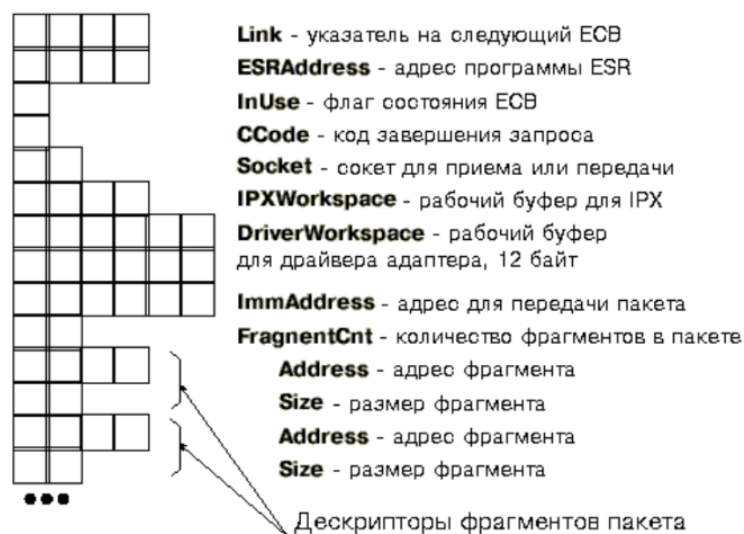 Link - указатель на следующий ECB
ESRAddress - адрес программы ESR
InUse - флаг состояния ECB
CCode - код завершения запроса
Socket - сокет для приема или передачи
IPXWorkspace - рабочий буфер для IPX
DriverWorkspace - рабочий буфер
для драйвера адаптера, 12 байт
ImmAddress - адрес для передачи пакета
FragnentCnt - количество фрагментов в пакете
Address - адрес фрагмента
Size - размер фрагмента
Address - адрес фрагмента
Size - размер фрагмента
Дескрипторы фрагментов пакета